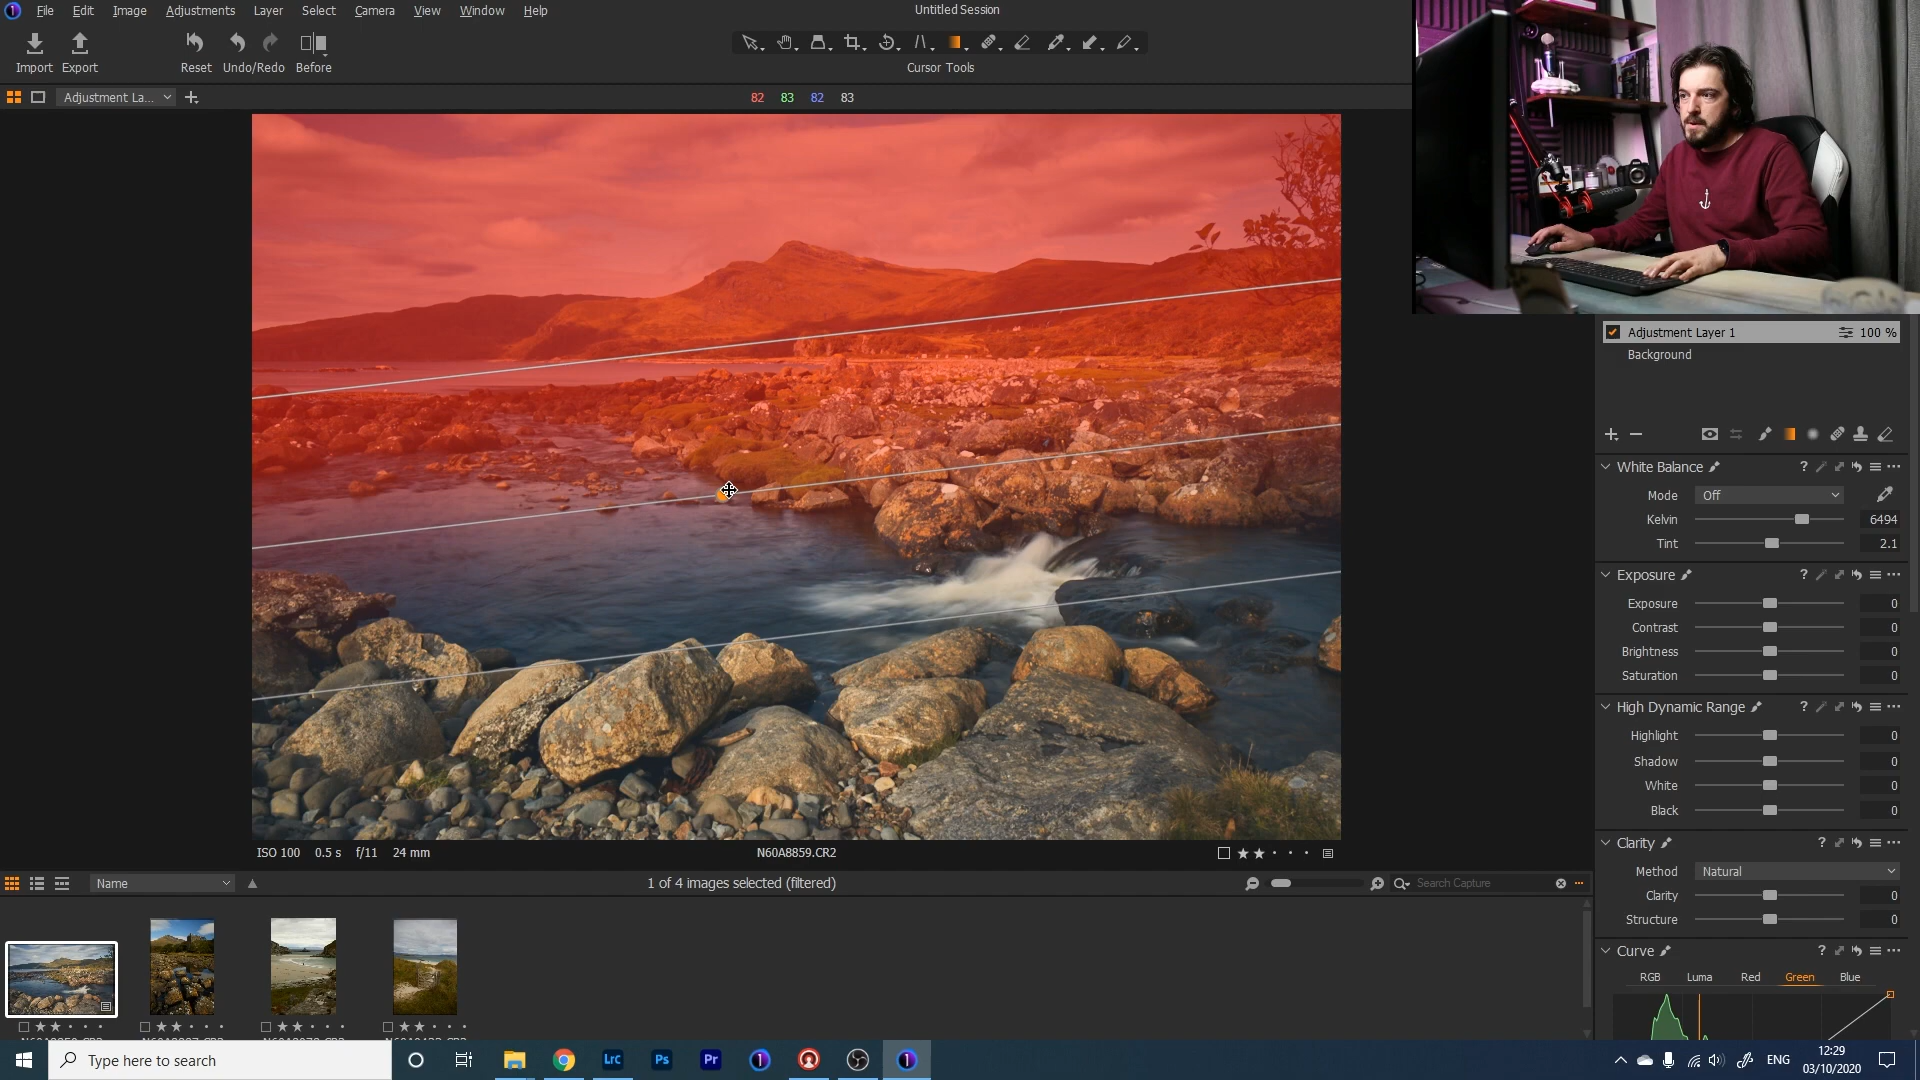 File Edit Image Adjustments Layer Select Camera View Window Help
Untitled Session
Import Export Reset Undo/Redo Before
Cursor Tools
Adjustment La...
82 83 82 83
Adjustment Layer 1 100 %
Background
White Balance
Mode Off
Kelvin 6494
Tint 2.1
Exposure
Exposure 0
Contrast 0
Brightness 0
Saturation 0
High Dynamic Range
Highlight 0
Shadow 0
White 0
Black 0
Clarity
Method Natural
Clarity 0
Structure 0
Curve
RGB Luma Red Green Blue
ISO 100 0.5 s f/11 24 mm
N60A8859.CR2
Name
1 of 4 images selected (filtered)
Search Capture
Type here to search
Lrc Ps Pr
ENG
12:29
03/10/2020